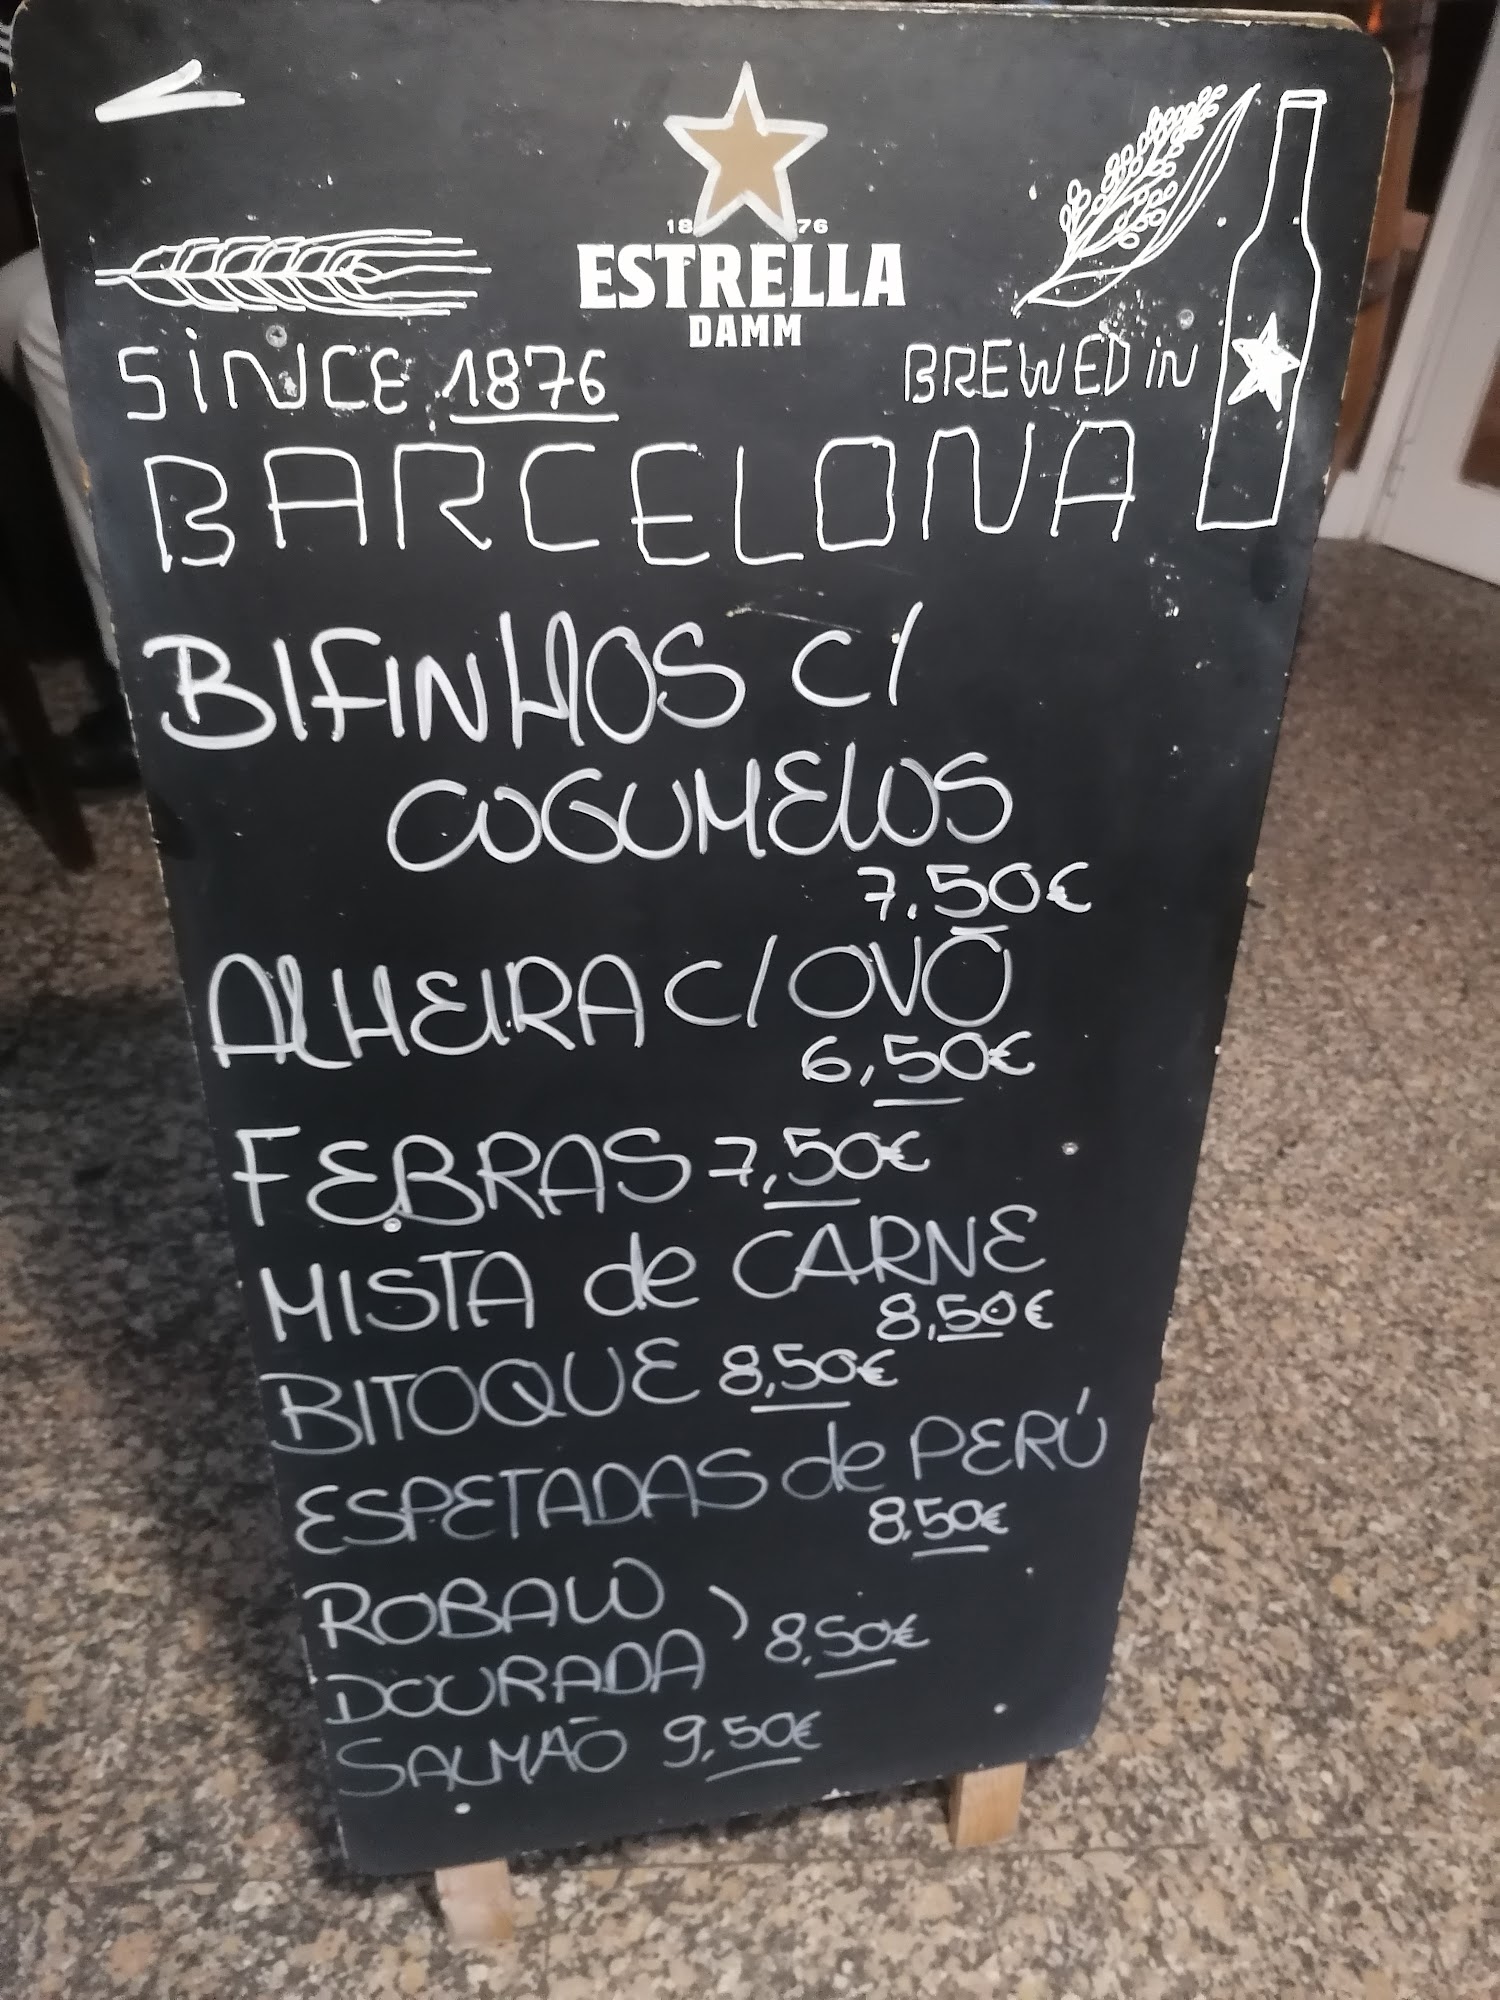 18 76
ESTRELLA
DAMM
SINCE 1876
BREWED IN
BARCELONA
BIFINHOS C/
COGUMELOS
7.50€
ALHEIRA C/ OVO
6,50€
FEBRAS 7,50€
MISTA de CARNE
8,50€
BITOQUE 8,50€
ESPETADAS de PERÚ
8,50€
ROBALO
DOURADA ) 8,50€
SALMÃO 9,50€